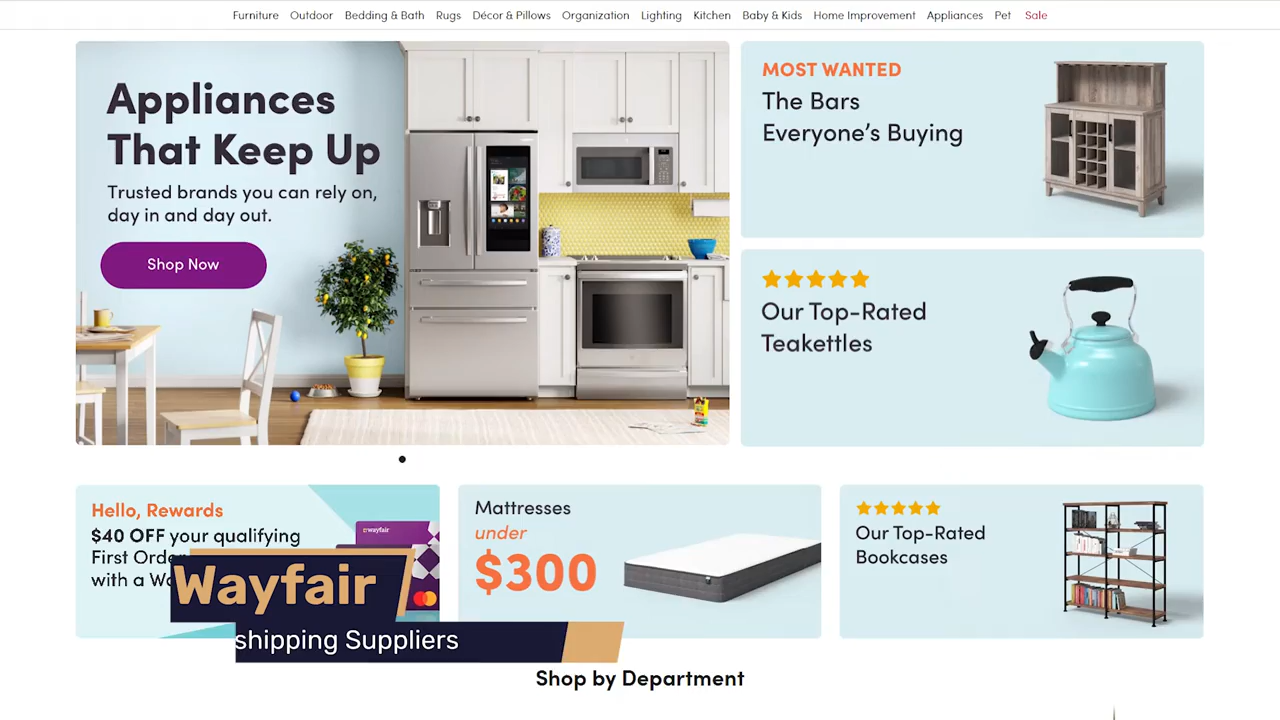 Furniture Outdoor Bedding & Bath Rugs Décor & Pillows Organization Lighting Kitchen Baby & Kids Home Improvement Appliances Pet Sale
Appliances
That Keep Up
Trusted brands you can rely on,
day in and day out.
Shop Now
MOST WANTED
The Bars
Everyone's Buying
Our Top-Rated
Teakettles
Hello, Rewards
$40 OFF your qualifying
First
with a
wayfair
Mattresses
under
$300
Our Top-Rated
Bookcases
Wayfair
shipping Suppliers
Shop by Department